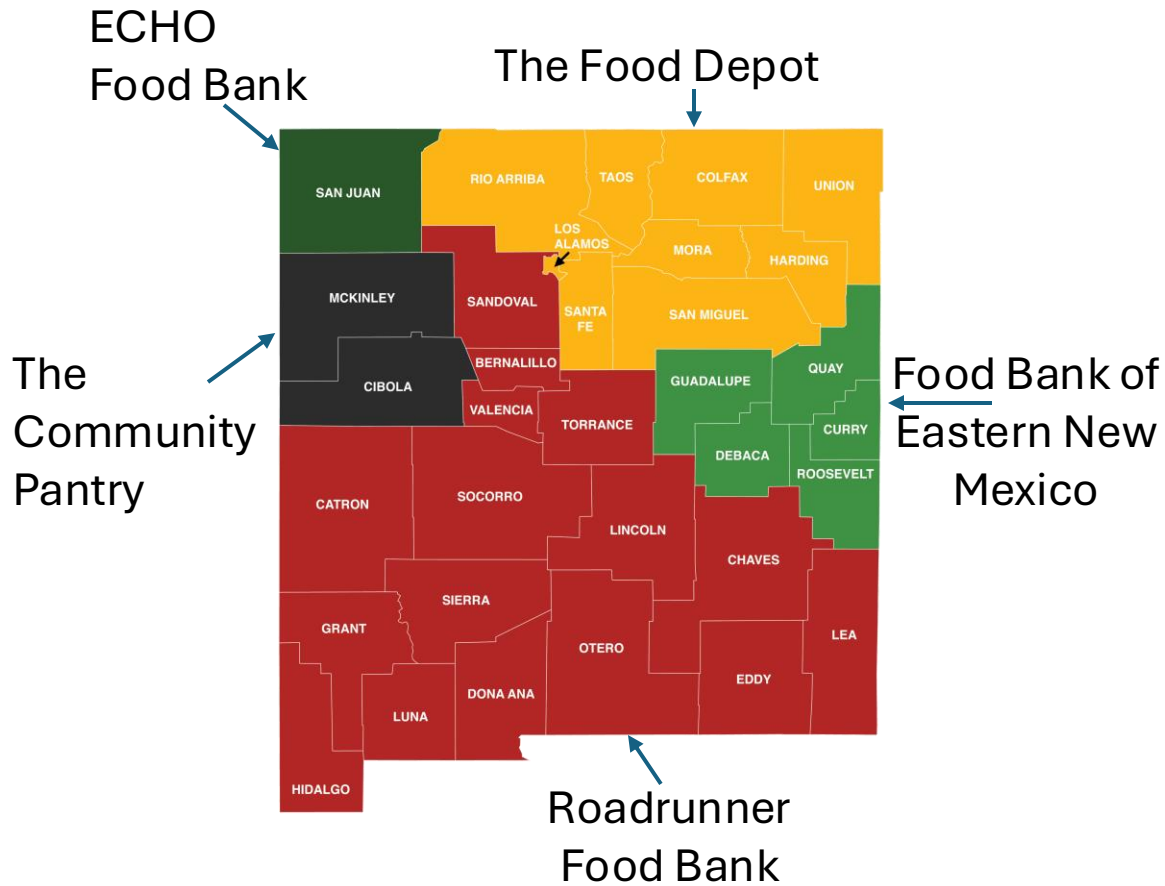 ECHO
Food Bank
The Food Depot
SAN JUAN
RIO ARRIBA
TAOS
COLFAX
UNION
LOS
ALAMOS
MORA
HARDING
MCKINLEY
SANDOVAL
SANTA
FE
SAN MIGUEL
BERNALILLO
CIBOLA
GUADALUPE
QUAY
VALENCIA
TORRANCE
CURRY
DEBACA
ROOSEVELT
The
Community
Pantry
Food Bank of
Eastern New
Mexico
CATRON
SOCORRO
LINCOLN
CHAVES
SIERRA
GRANT
OTERO
LEA
EDDY
DONA ANA
LUNA
HIDALGO
Roadrunner
Food Bank